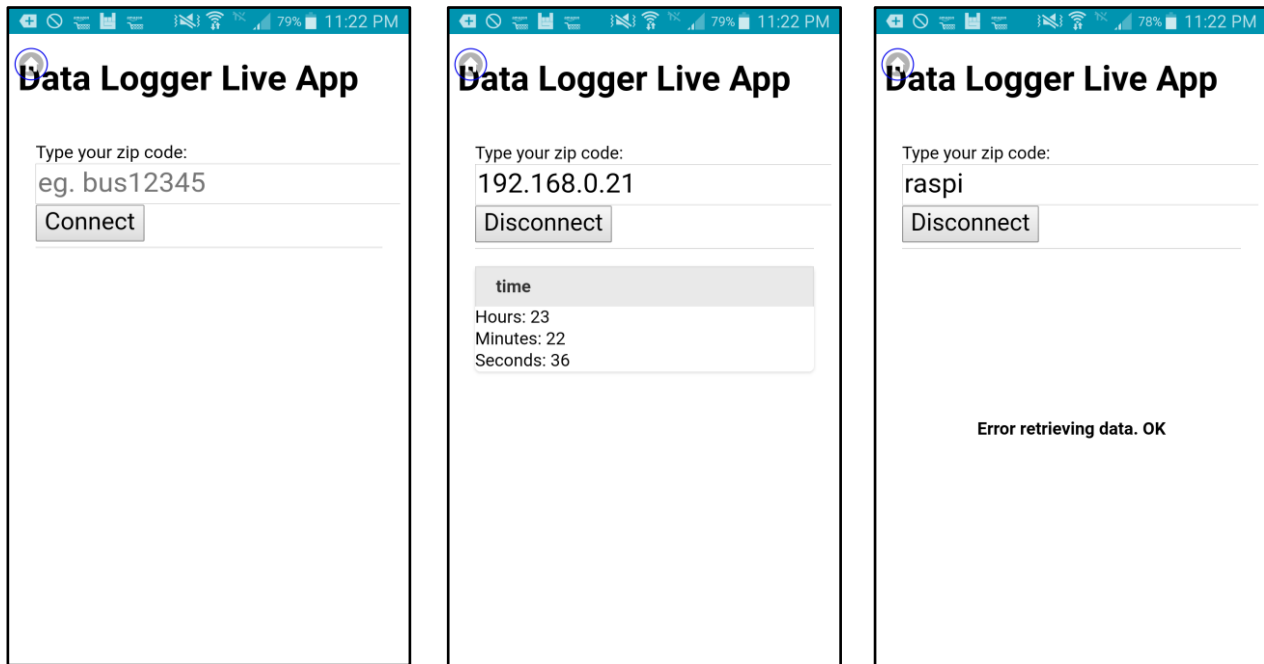 79% 11:22 PM
Data Logger Live App
Type your zip code:
eg. bus12345
Connect
79% 11:22 PM
Data Logger Live App
Type your zip code:
192.168.0.21
Disconnect
time
Hours: 23
Minutes: 22
Seconds: 36
78% 11:22 PM
Data Logger Live App
Type your zip code:
raspi
Disconnect
Error retrieving data. OK